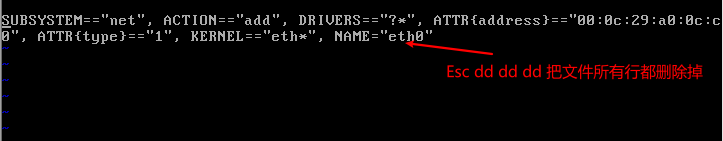 SUBSYSTEM=="net", ACTION=="add", DRIVERS=="?*", ATTR{address}=="00:0c:29:a0:0c:c
0", ATTR{type}=="1", KERNEL=="eth*", NAME="eth0"
Esc dd dd dd 把文件所有行都删除掉
~
~
~
~
~